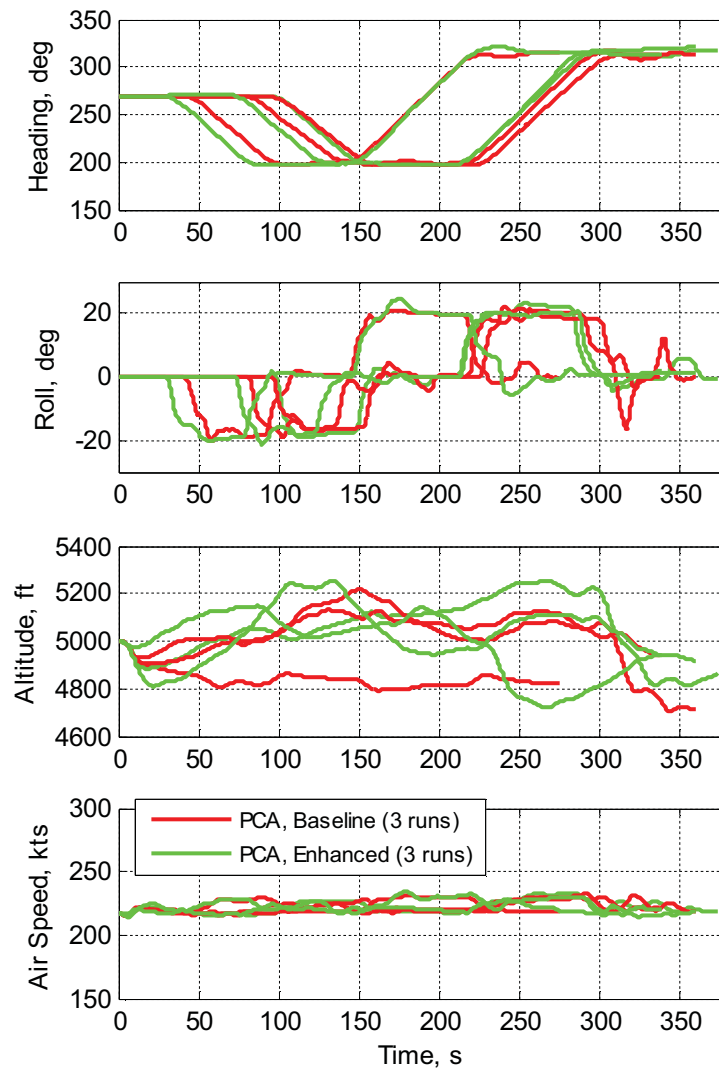 350
300
250
200
150
Heading, deg
0 50 100 150 200 250 300 350
20
0
-20
Roll, deg
0 50 100 150 200 250 300 350
5400
5200
5000
4800
4600
Altitude, ft
0 50 100 150 200 250 300 350
300
250
200
150
Air Speed, kts
PCA, Baseline (3 runs)
PCA, Enhanced (3 runs)
0 50 100 150 200 250 300 350
Time, s